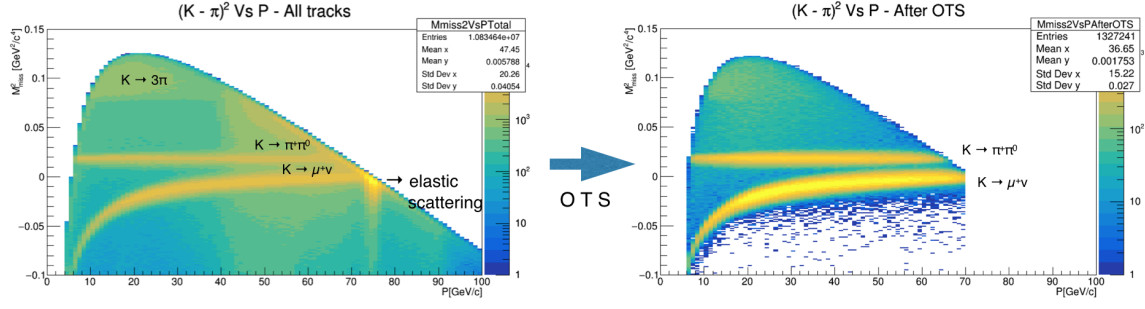 (K - π)² Vs P - All tracks
Mmiss2VsPTotal
Entries 1.083464e+07
Mean x 47.45
Mean y 0.005788
Std Dev x 20.26
Std Dev y 0.04054
M²miss [GeV²/c⁴]
0.15
0.1
0.05
0
−0.05
−0.1
K → 3π
K → π⁺π⁰
K → μ⁺ν
→ elastic
scattering
4
10³
10²
10
1
0 10 20 30 40 50 60 70 80 90 100
P[GeV/c]
O T S
(K - π)² Vs P - After OTS
Mmiss2VsPAfterOTS
Entries 1327241
Mean x 36.65
Mean y 0.001753
Std Dev x 15.22
Std Dev y 0.027
M²miss [GeV²/c⁴]
0.15
0.1
0.05
0
−0.05
−0.1
K → π⁺π⁰
K → μ⁺ν
3
10²
10
1
0 10 20 30 40 50 60 70 80 90 100
P[GeV/c]